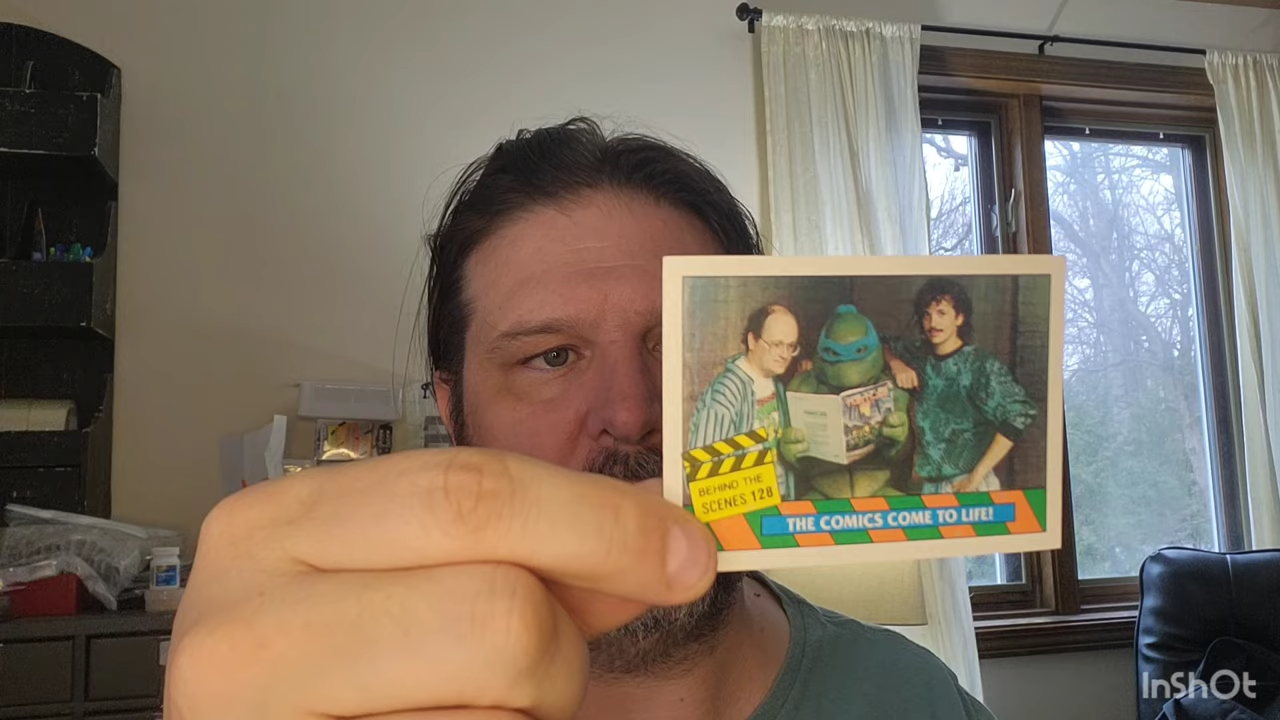 BEHIND THE
SCENES 128
THE COMICS COME TO LIFE!
InShOt